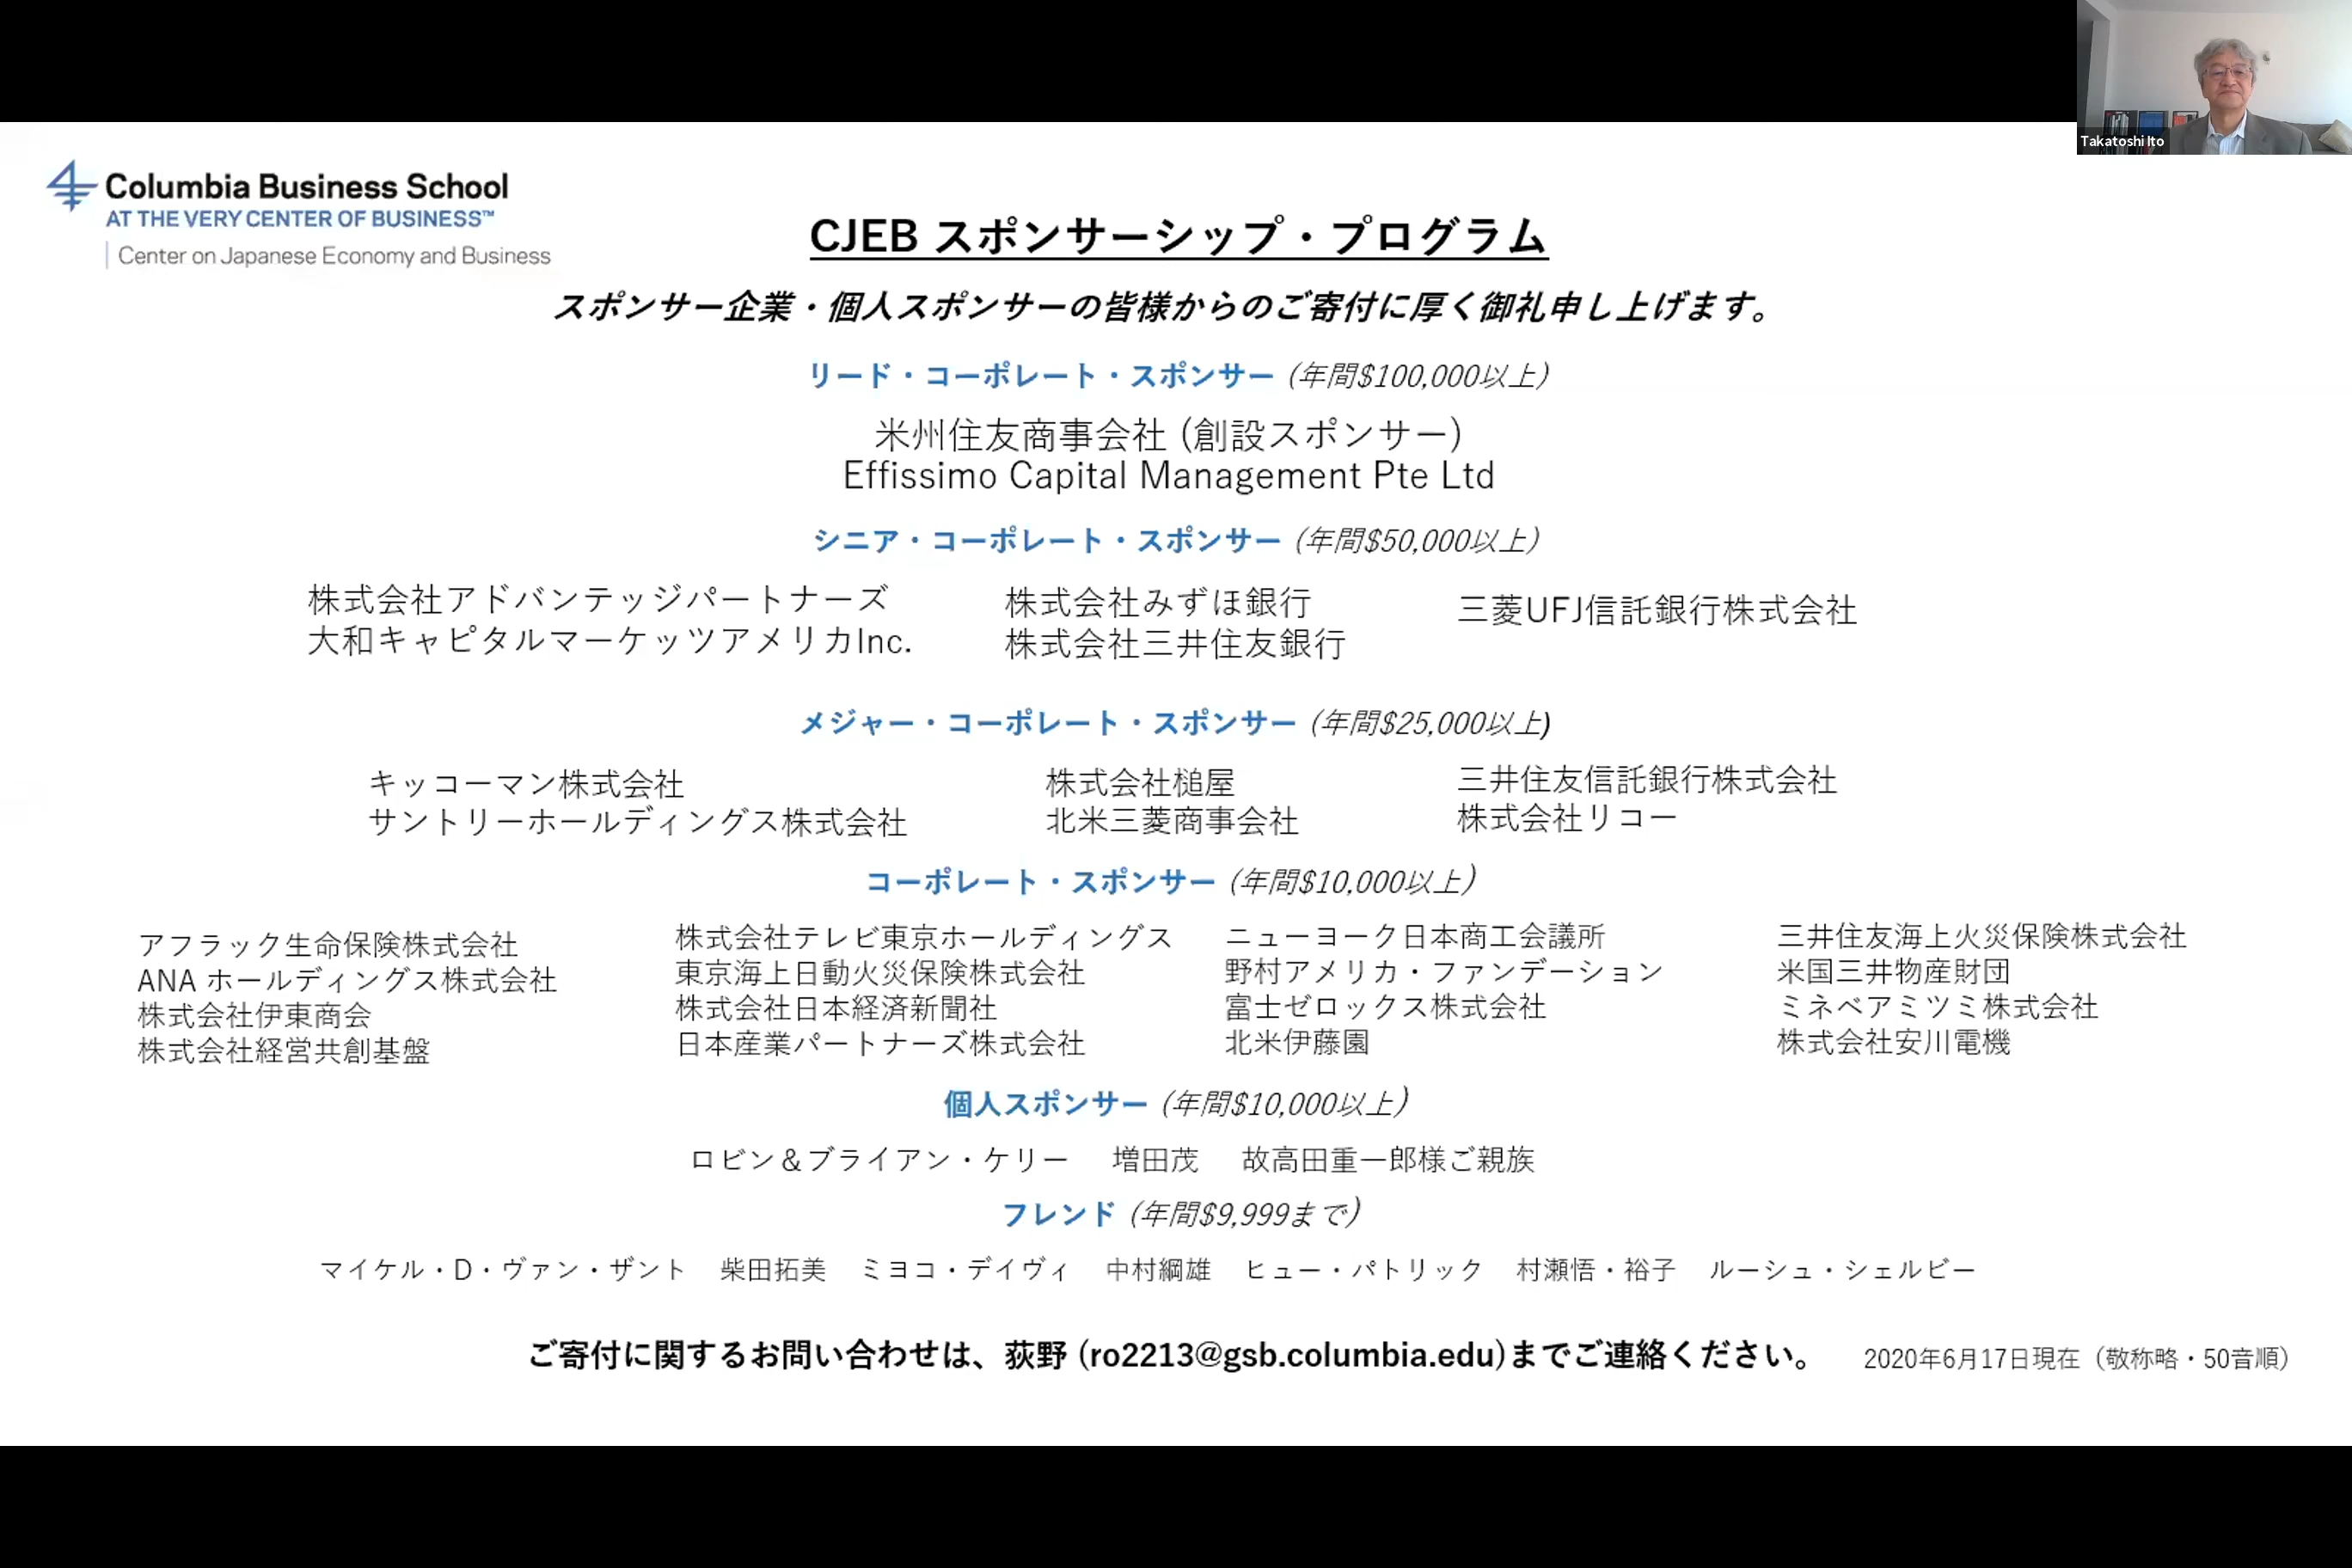 Takatoshi Ito
Columbia Business School
AT THE VERY CENTER OF BUSINESS™
Center on Japanese Economy and Business
CJEB スポンサーシップ・プログラム
スポンサー企業・個人スポンサーの皆様からのご寄付に厚く御礼申し上げます。
リード・コーポレート・スポンサー (年間$100,000以上)
米州住友商事会社 (創設スポンサー)
Effissimo Capital Management Pte Ltd
シニア・コーポレート・スポンサー (年間$50,000以上)
株式会社アドバンテッジパートナーズ
大和キャピタルマーケッツアメリカInc.
株式会社みずほ銀行
株式会社三井住友銀行
三菱UFJ信託銀行株式会社
メジャー・コーポレート・スポンサー (年間$25,000以上)
キッコーマン株式会社
サントリーホールディングス株式会社
株式会社槌屋
北米三菱商事会社
三井住友信託銀行株式会社
株式会社リコー
コーポレート・スポンサー (年間$10,000以上)
アフラック生命保険株式会社
ANA ホールディングス株式会社
株式会社伊東商会
株式会社経営共創基盤
株式会社テレビ東京ホールディングス
東京海上日動火災保険株式会社
株式会社日本経済新聞社
日本産業パートナーズ株式会社
ニューヨーク日本商工会議所
野村アメリカ・ファンデーション
富士ゼロックス株式会社
北米伊藤園
三井住友海上火災保険株式会社
米国三井物産財団
ミネベアミツミ株式会社
株式会社安川電機
個人スポンサー (年間$10,000以上)
ロビン＆ブライアン・ケリー 増田茂 故高田重一郎様ご親族
フレンド (年間$9,999まで)
マイケル・D・ヴァン・ザント 柴田拓美 ミヨコ・デイヴィ 中村綱雄 ヒュー・パトリック 村瀬悟・裕子 ルーシュ・シェルビー
ご寄付に関するお問い合わせは、荻野 (ro2213@gsb.columbia.edu)までご連絡ください。 2020年6月17日現在（敬称略・50音順）